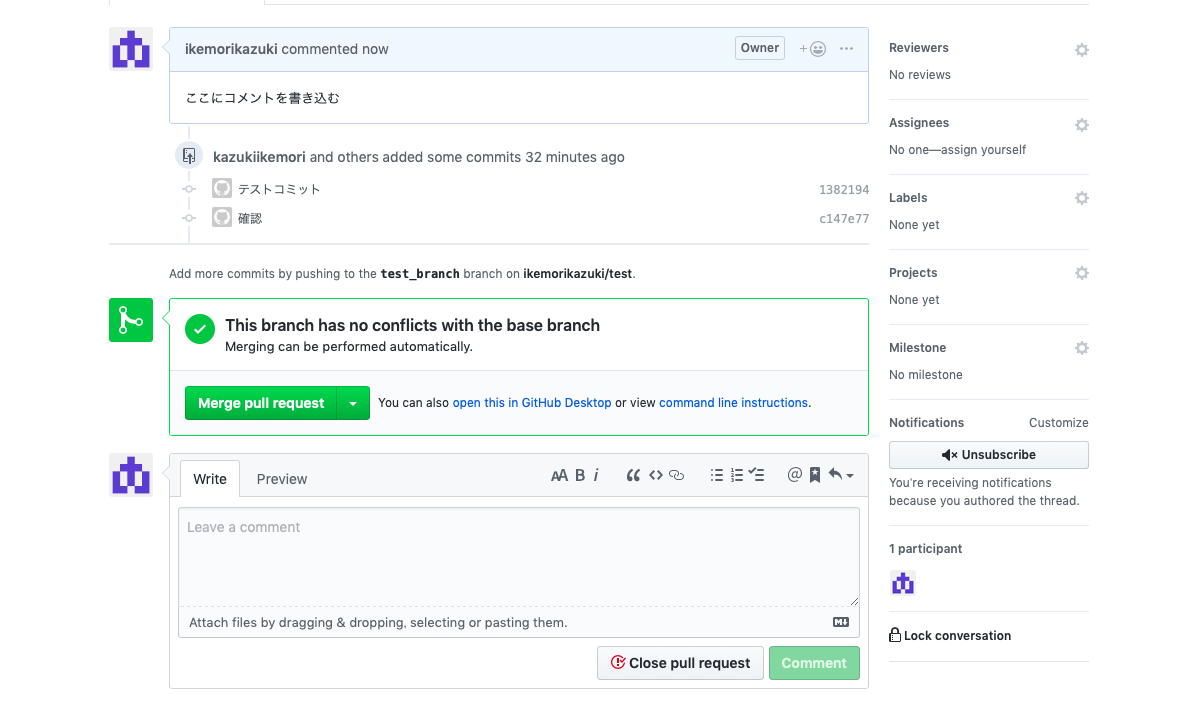 ikemorikazuki commented now
Owner
ここにコメントを書き込む
kazukiikemori and others added some commits 32 minutes ago
テストコミット 1382194
確認 c147e77
Add more commits by pushing to the test_branch branch on ikemorikazuki/test.
This branch has no conflicts with the base branch
Merging can be performed automatically.
Merge pull request
You can also open this in GitHub Desktop or view command line instructions.
Write Preview
AA B i
Leave a comment
Attach files by dragging & dropping, selecting or pasting them.
Close pull request Comment
Reviewers
No reviews
Assignees
No one—assign yourself
Labels
None yet
Projects
None yet
Milestone
No milestone
Notifications Customize
Unsubscribe
You're receiving notifications
because you authored the thread.
1 participant
Lock conversation